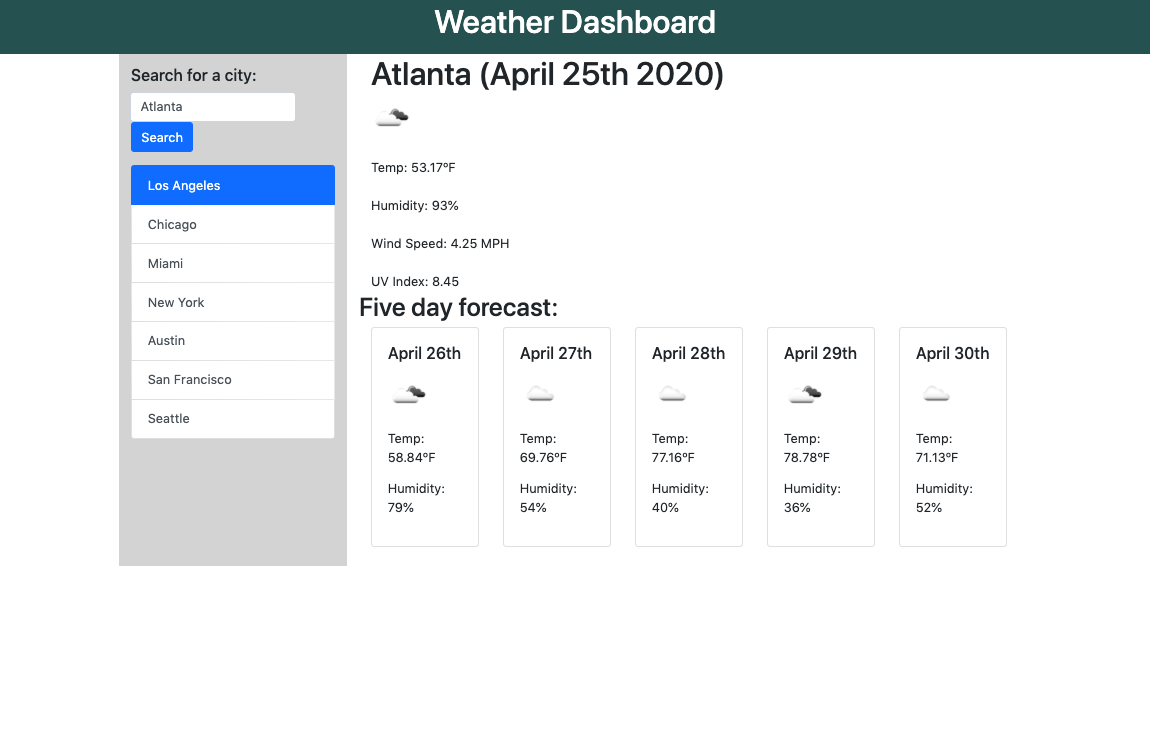 Weather Dashboard
Search for a city:
Atlanta
Search
Los Angeles
Chicago
Miami
New York
Austin
San Francisco
Seattle
Atlanta (April 25th 2020)
Temp: 53.17°F
Humidity: 93%
Wind Speed: 4.25 MPH
UV Index: 8.45
Five day forecast:
April 26th
Temp:
58.84°F
Humidity:
79%
April 27th
Temp:
69.76°F
Humidity:
54%
April 28th
Temp:
77.16°F
Humidity:
40%
April 29th
Temp:
78.78°F
Humidity:
36%
April 30th
Temp:
71.13°F
Humidity:
52%